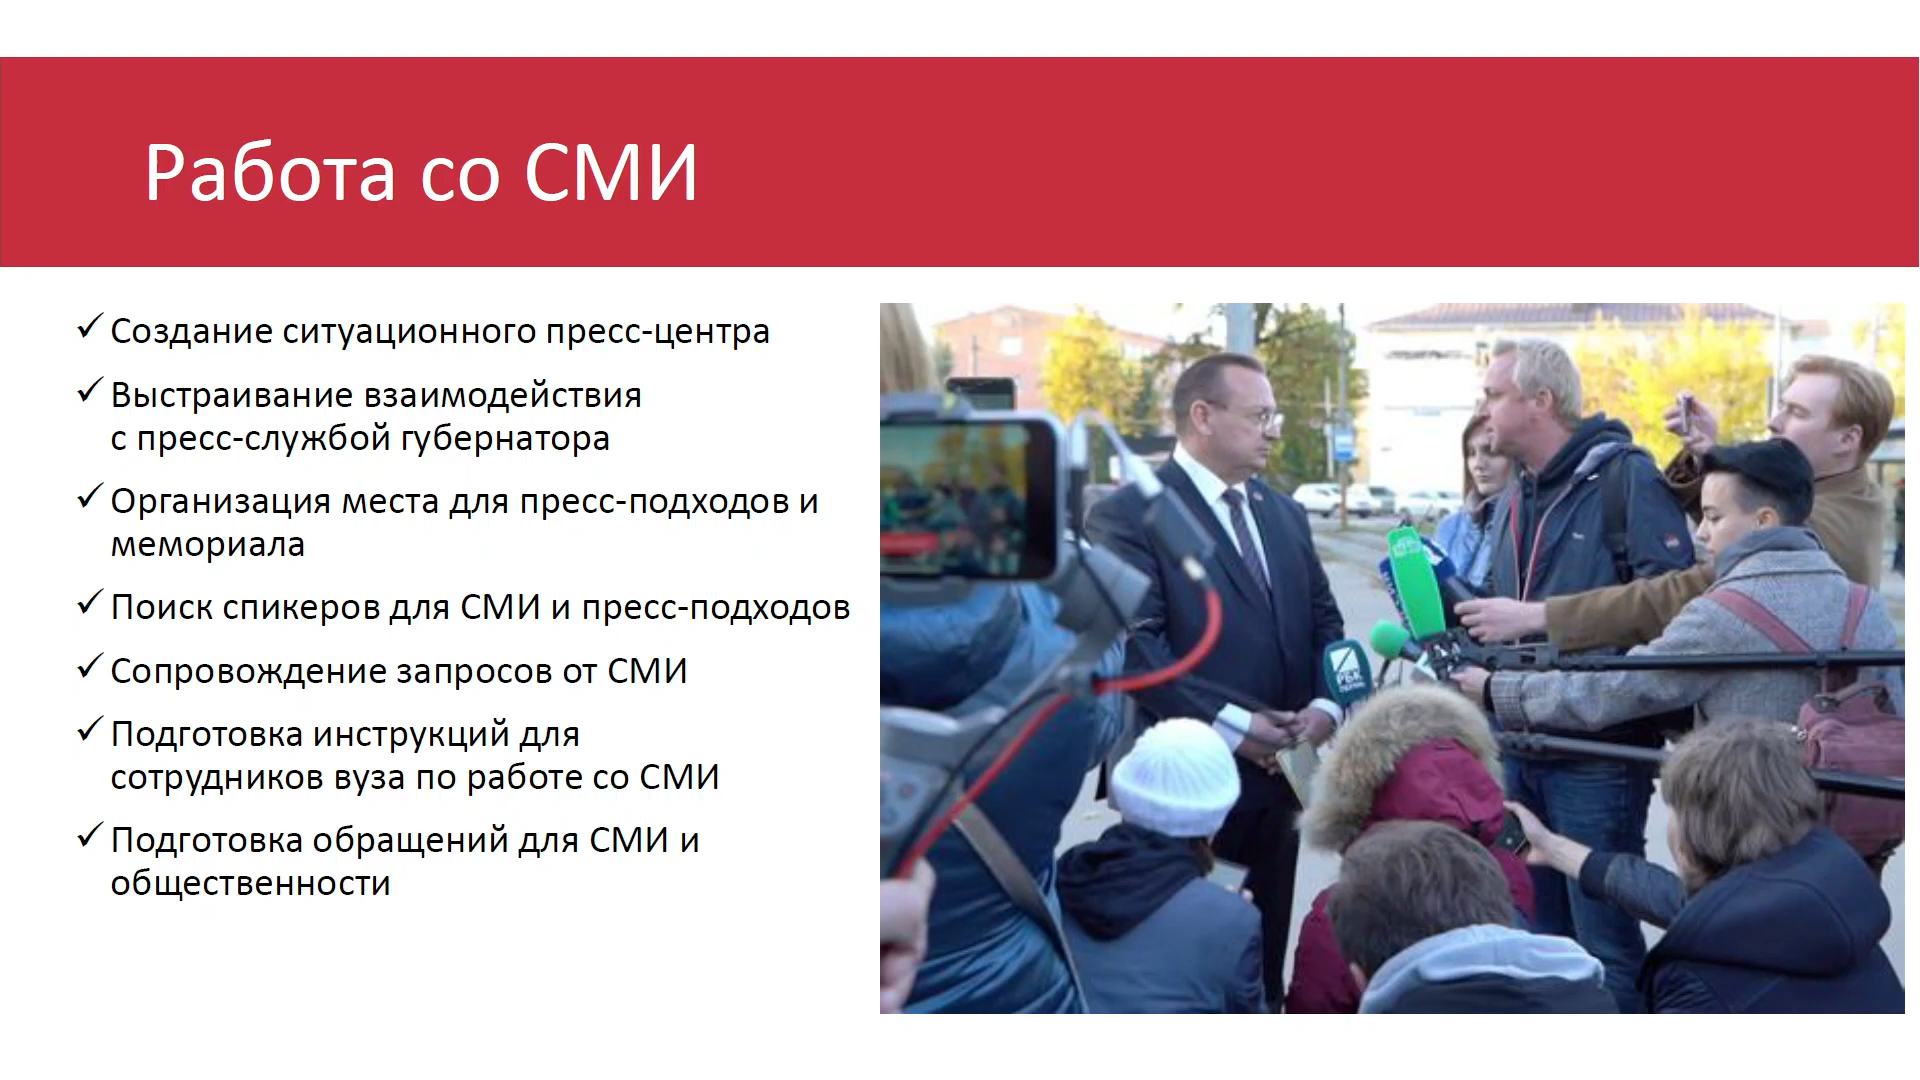 Работа со СМИ
Создание ситуационного пресс-центра
Выстраивание взаимодействия
с пресс-службой губернатора
Организация места для пресс-подходов и
мемориала
Поиск спикеров для СМИ и пресс-подходов
Сопровождение запросов от СМИ
Подготовка инструкций для
сотрудников вуза по работе со СМИ
Подготовка обращений для СМИ и
общественности
РБК